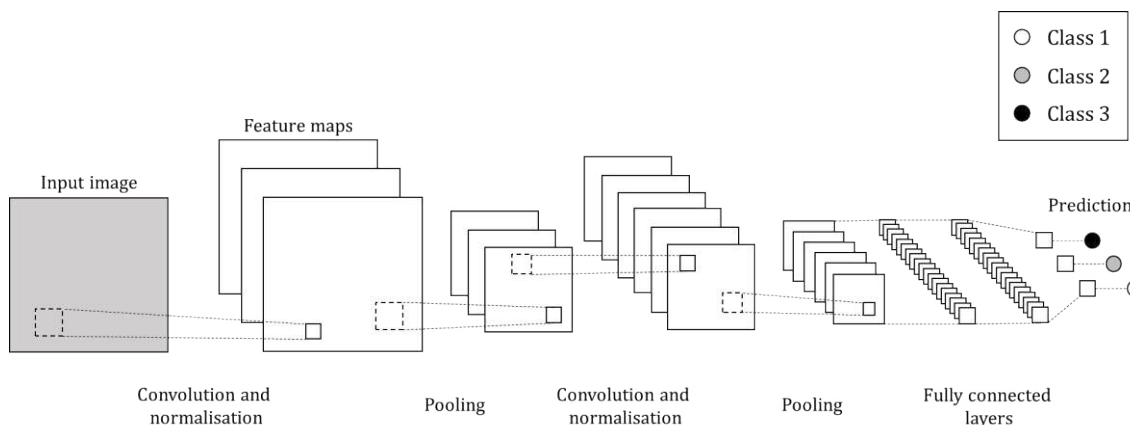 Class 1
Class 2
Class 3
Feature maps
Input image
Prediction
Convolution and
normalisation
Pooling
Convolution and
normalisation
Pooling
Fully connected
layers